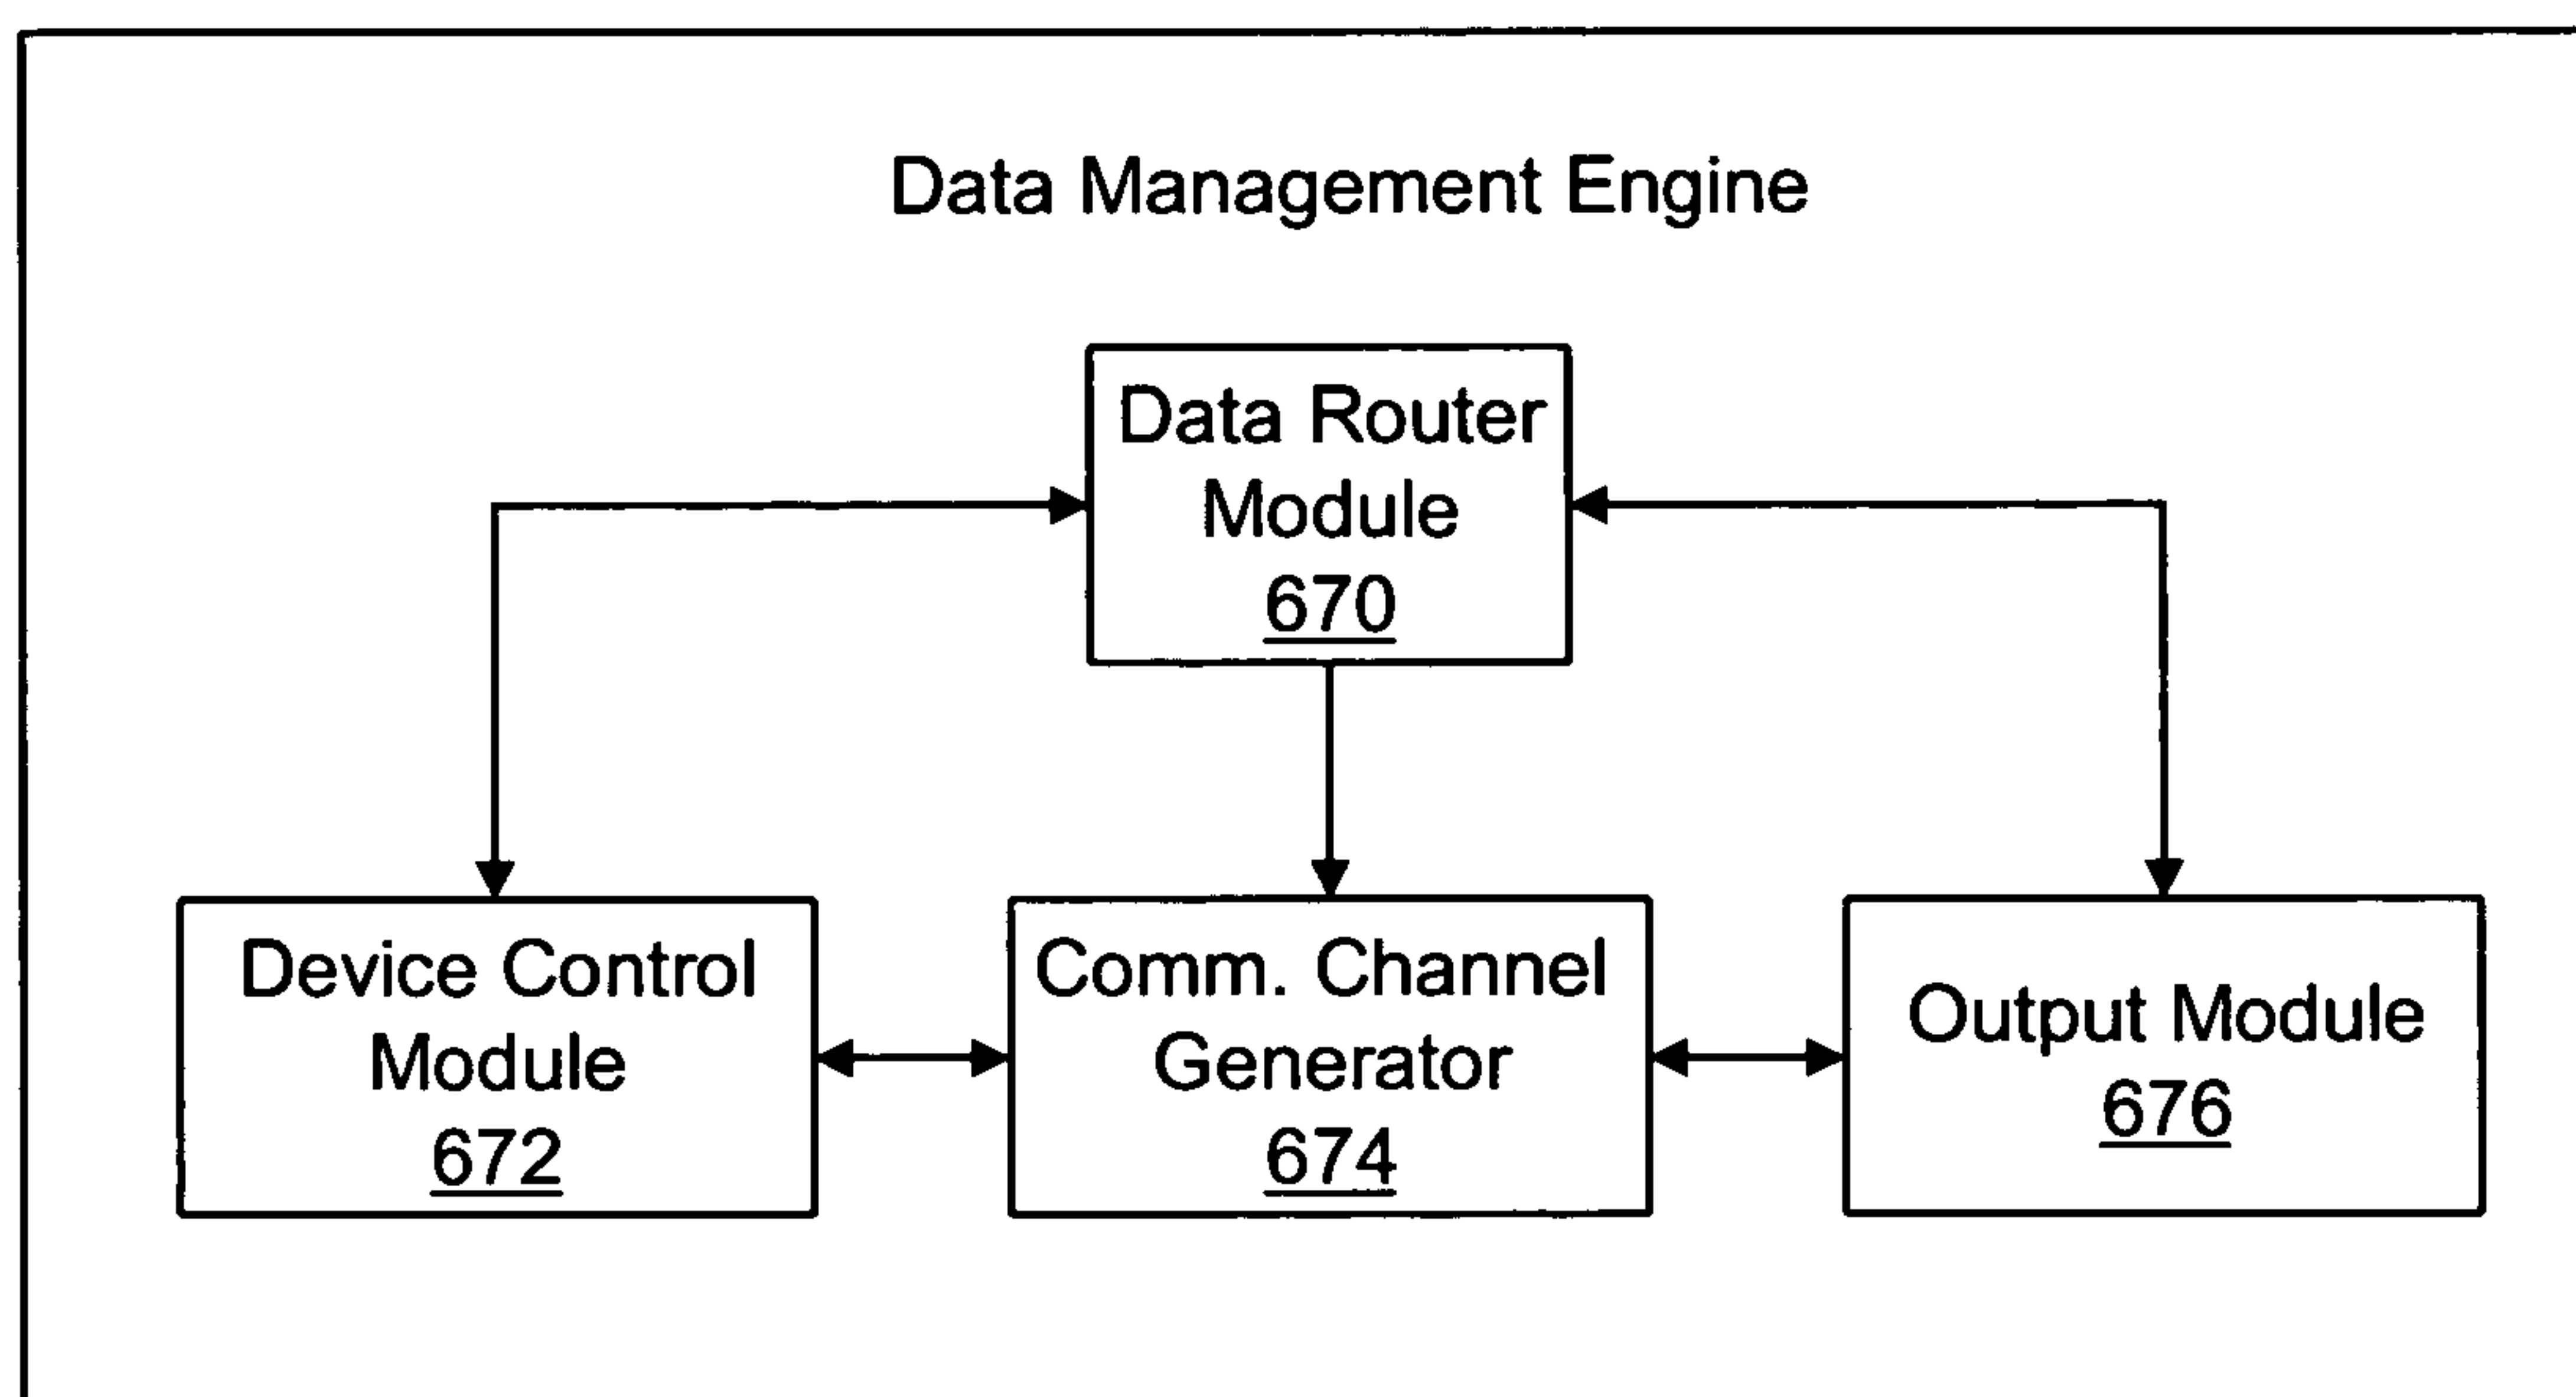 Data Management Engine
Data Router
Module
670
Device Control
Module
672
Comm. Channel
Generator
674
Output Module
676